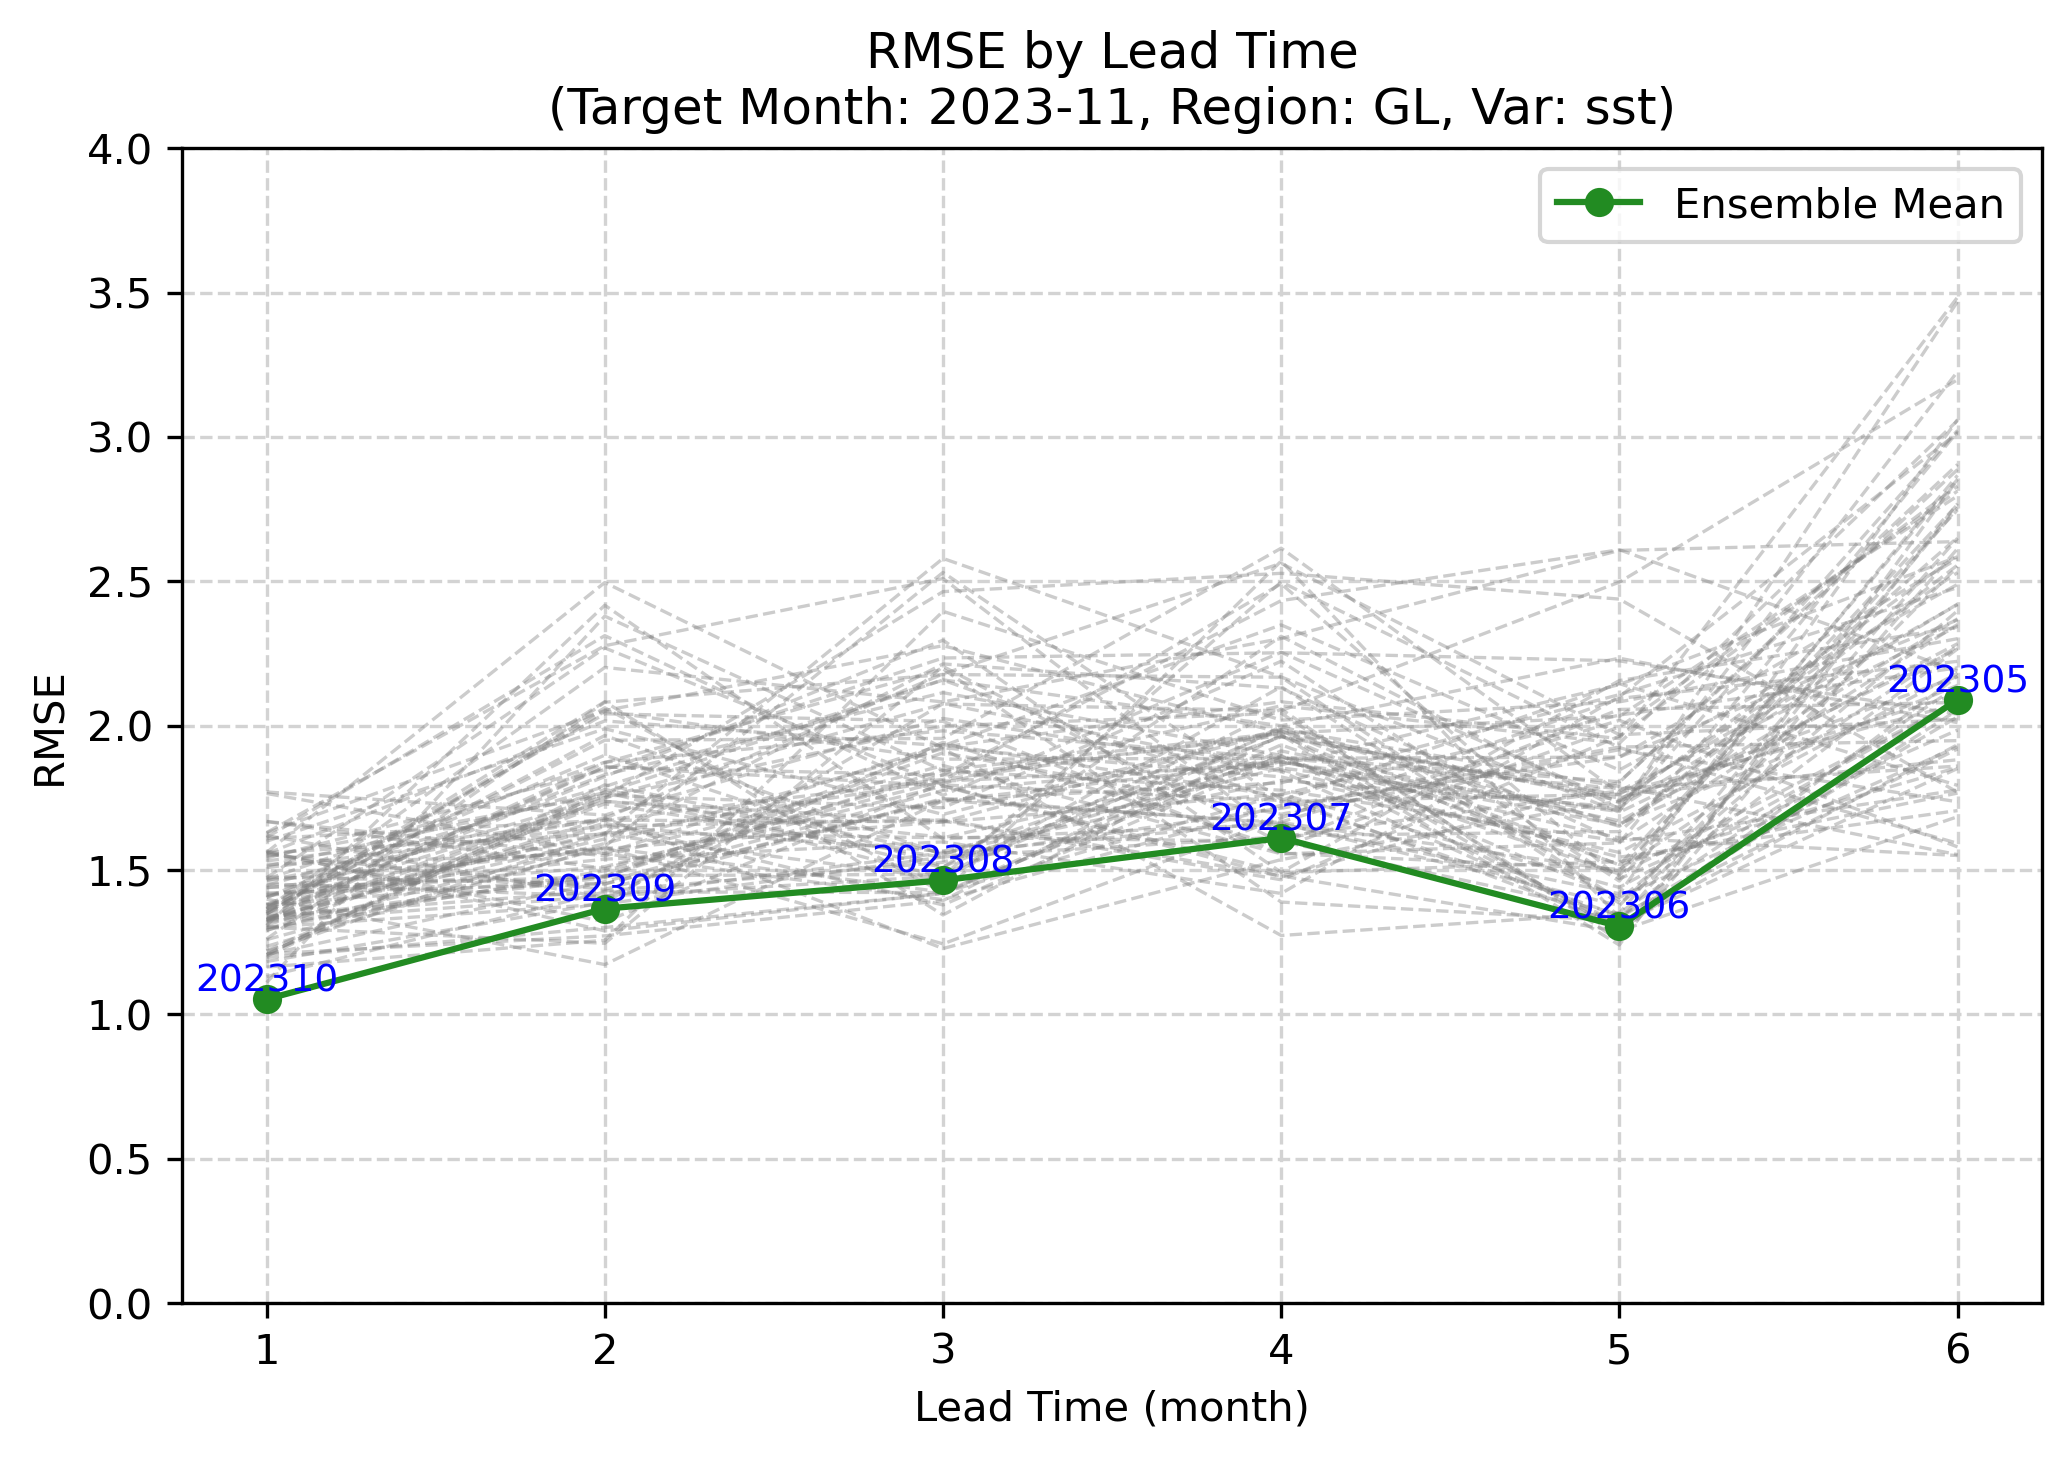 RMSE by Lead Time
(Target Month: 2023-11, Region: GL, Var: sst)
Ensemble Mean
RMSE
4.0
3.5
3.0
2.5
2.0
1.5
1.0
0.5
0.0
202310
202309
202308
202307
202306
202305
1 2 3 4 5 6
Lead Time (month)